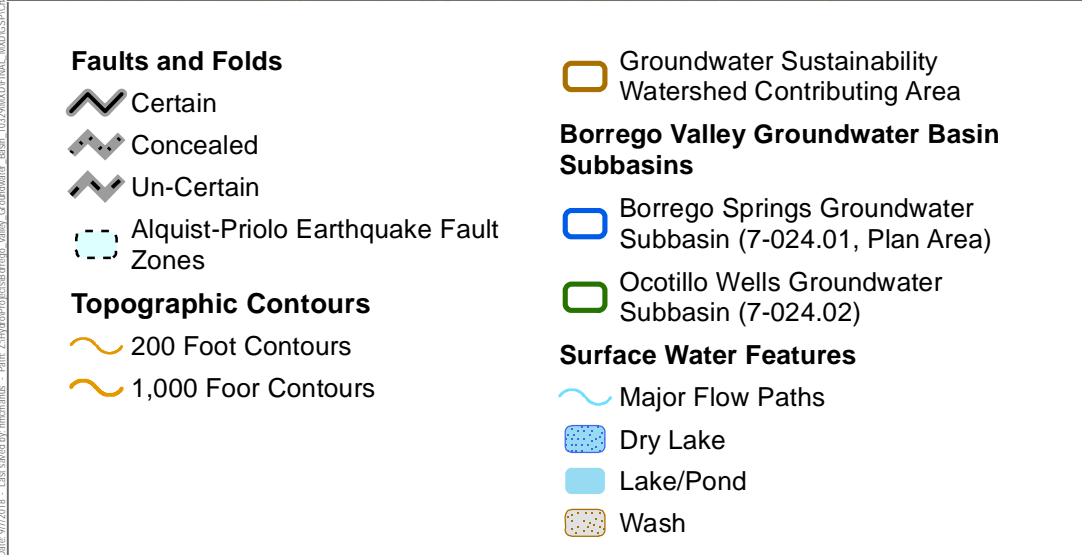 Faults and Folds
Certain
Concealed
Un-Certain
Alquist-Priolo Earthquake Fault
Zones
Topographic Contours
200 Foot Contours
1,000 Foor Contours
Groundwater Sustainability
Watershed Contributing Area
Borrego Valley Groundwater Basin
Subbasins
Borrego Springs Groundwater
Subbasin (7-024.01, Plan Area)
Ocotillo Wells Groundwater
Subbasin (7-024.02)
Surface Water Features
Major Flow Paths
Dry Lake
Lake/Pond
Wash